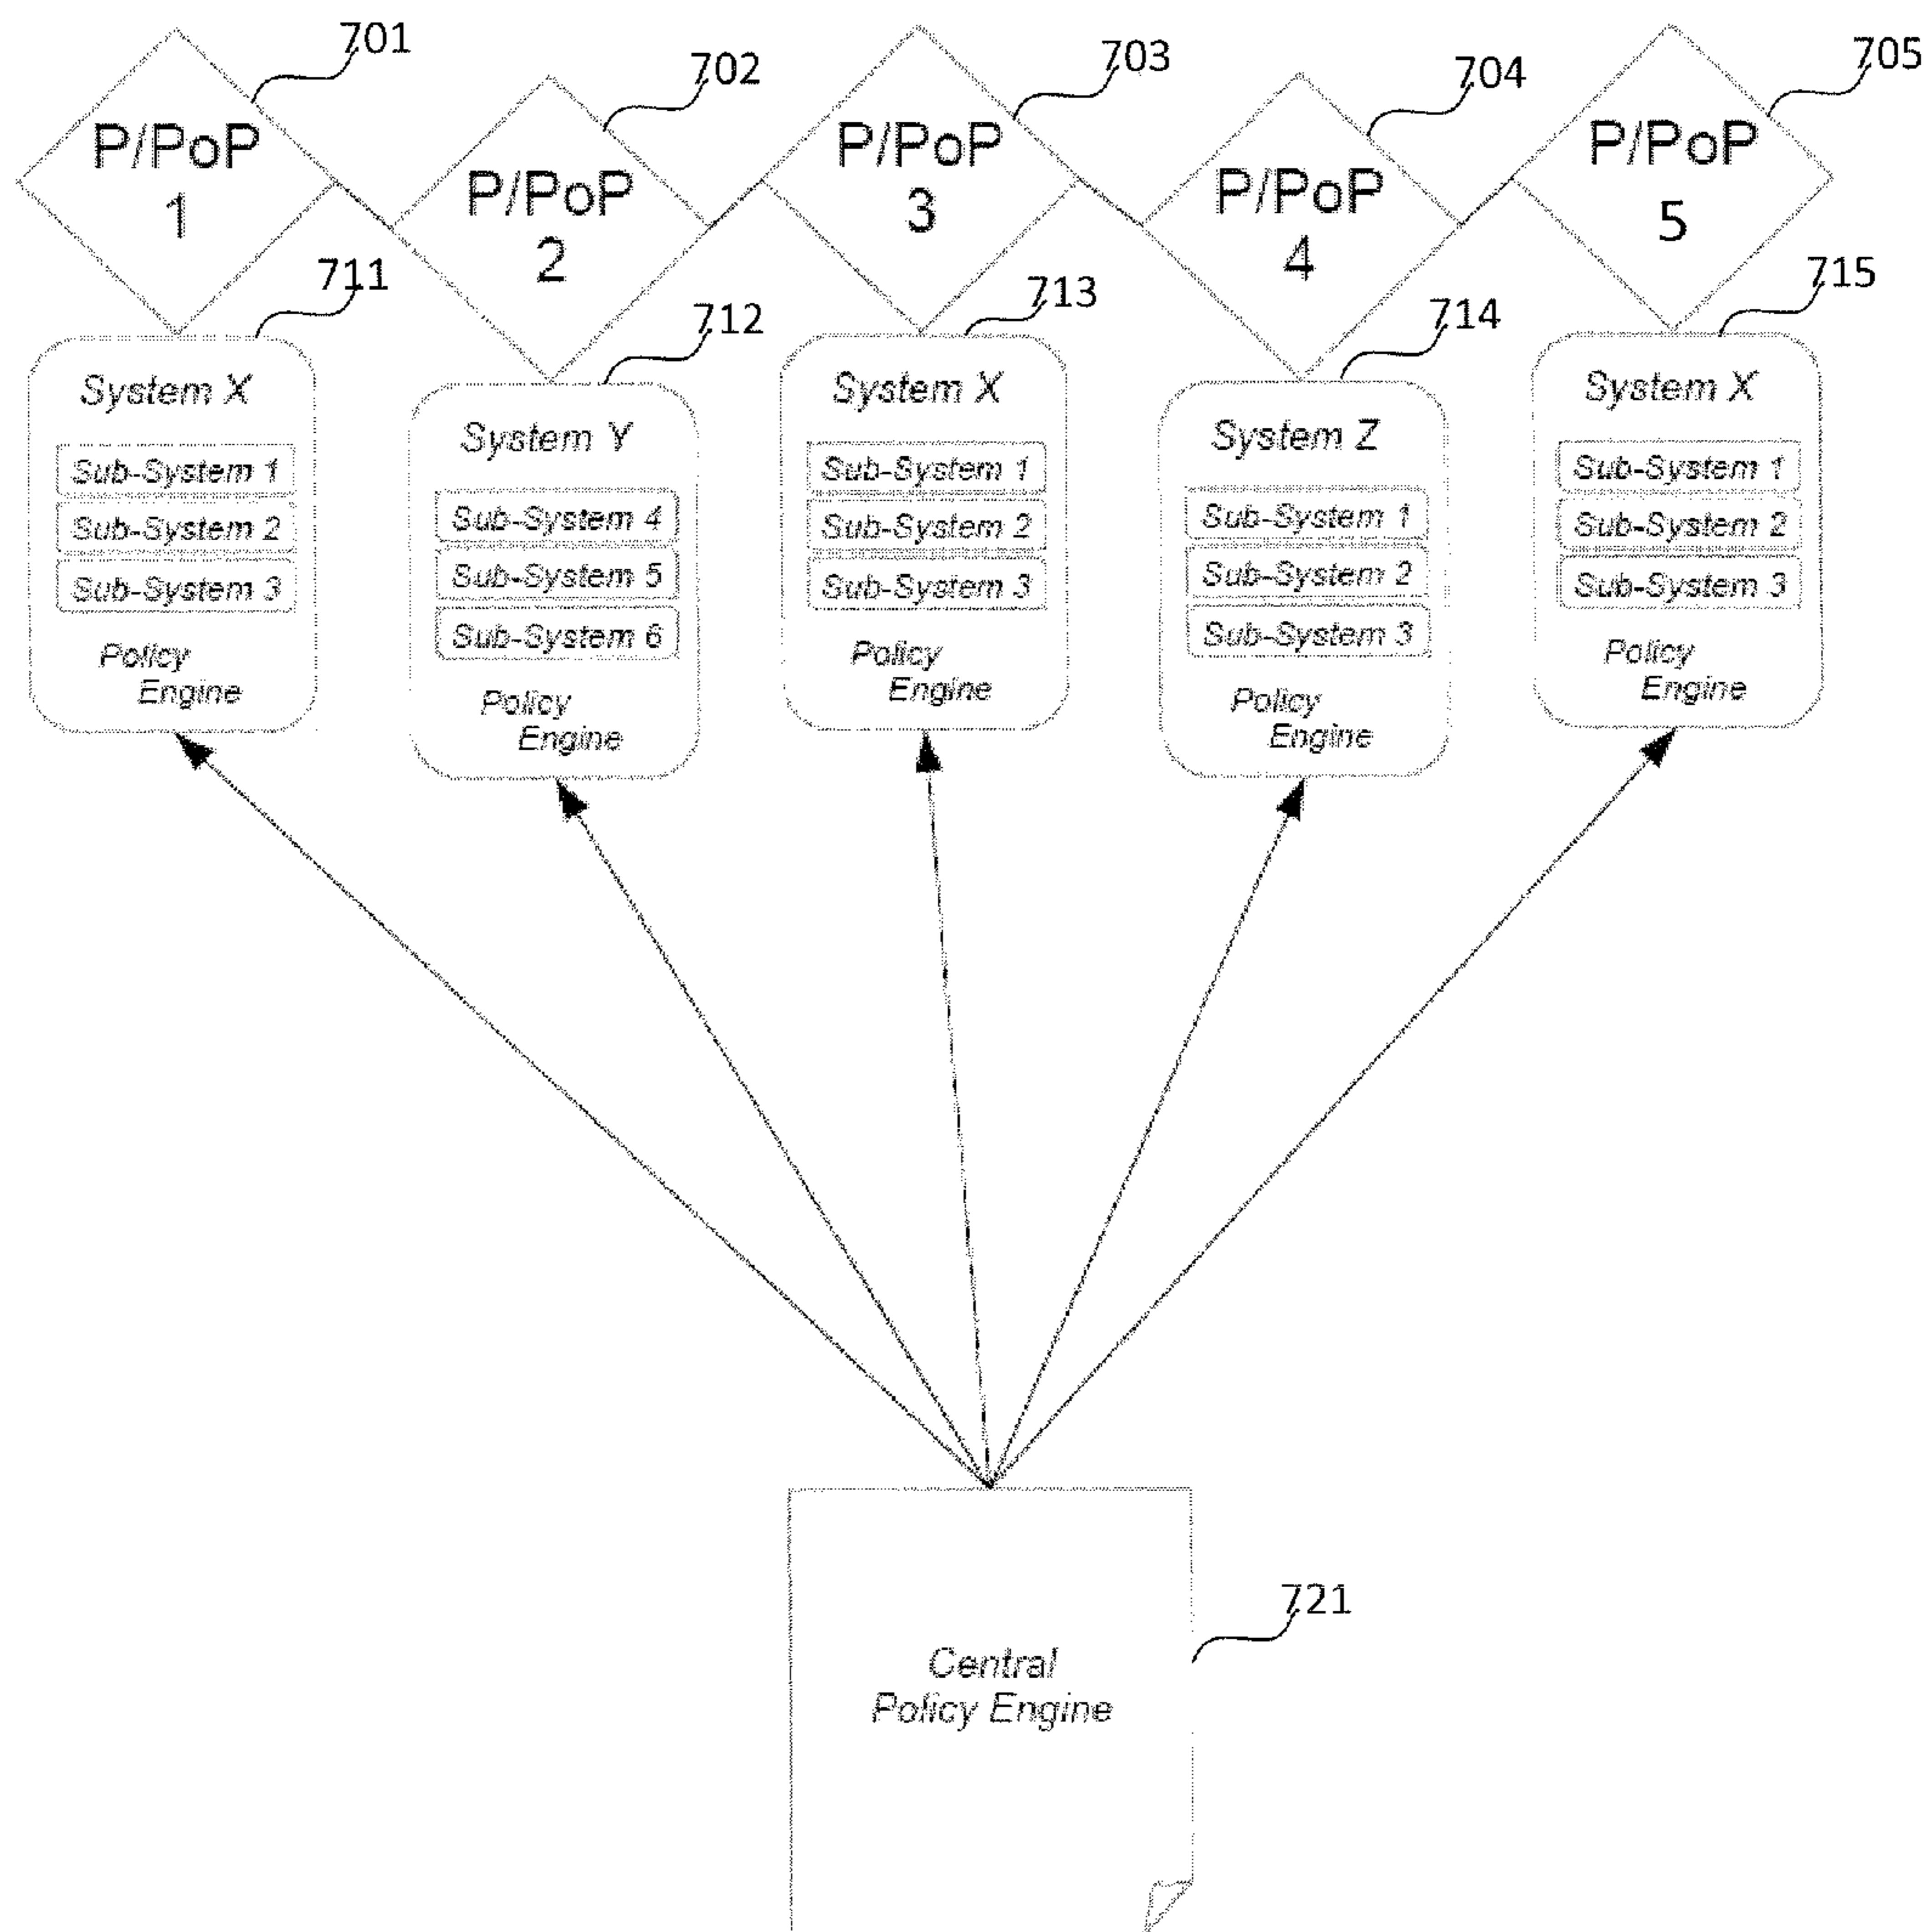 701
702
703
704
705
P/PoP
1
P/PoP
2
P/PoP
3
P/PoP
4
P/PoP
5
711
712
713
714
715
System X
Sub-System 1
Sub-System 2
Sub-System 3
Policy
Engine
System Y
Sub-System 4
Sub-System 5
Sub-System 6
Policy
Engine
System X
Sub-System 1
Sub-System 2
Sub-System 3
Policy
Engine
System Z
Sub-System 1
Sub-System 2
Sub-System 3
Policy
Engine
System X
Sub-System 1
Sub-System 2
Sub-System 3
Policy
Engine
721
Central
Policy Engine